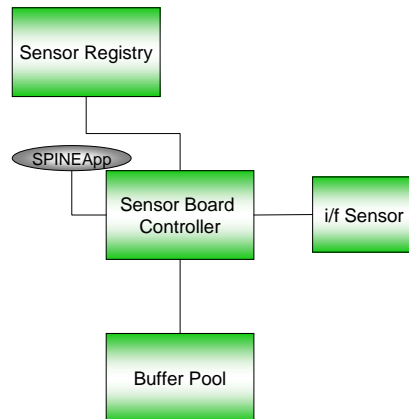 Sensor Registry
SPINEApp
Sensor Board
Controller
i/f Sensor
Buffer Pool